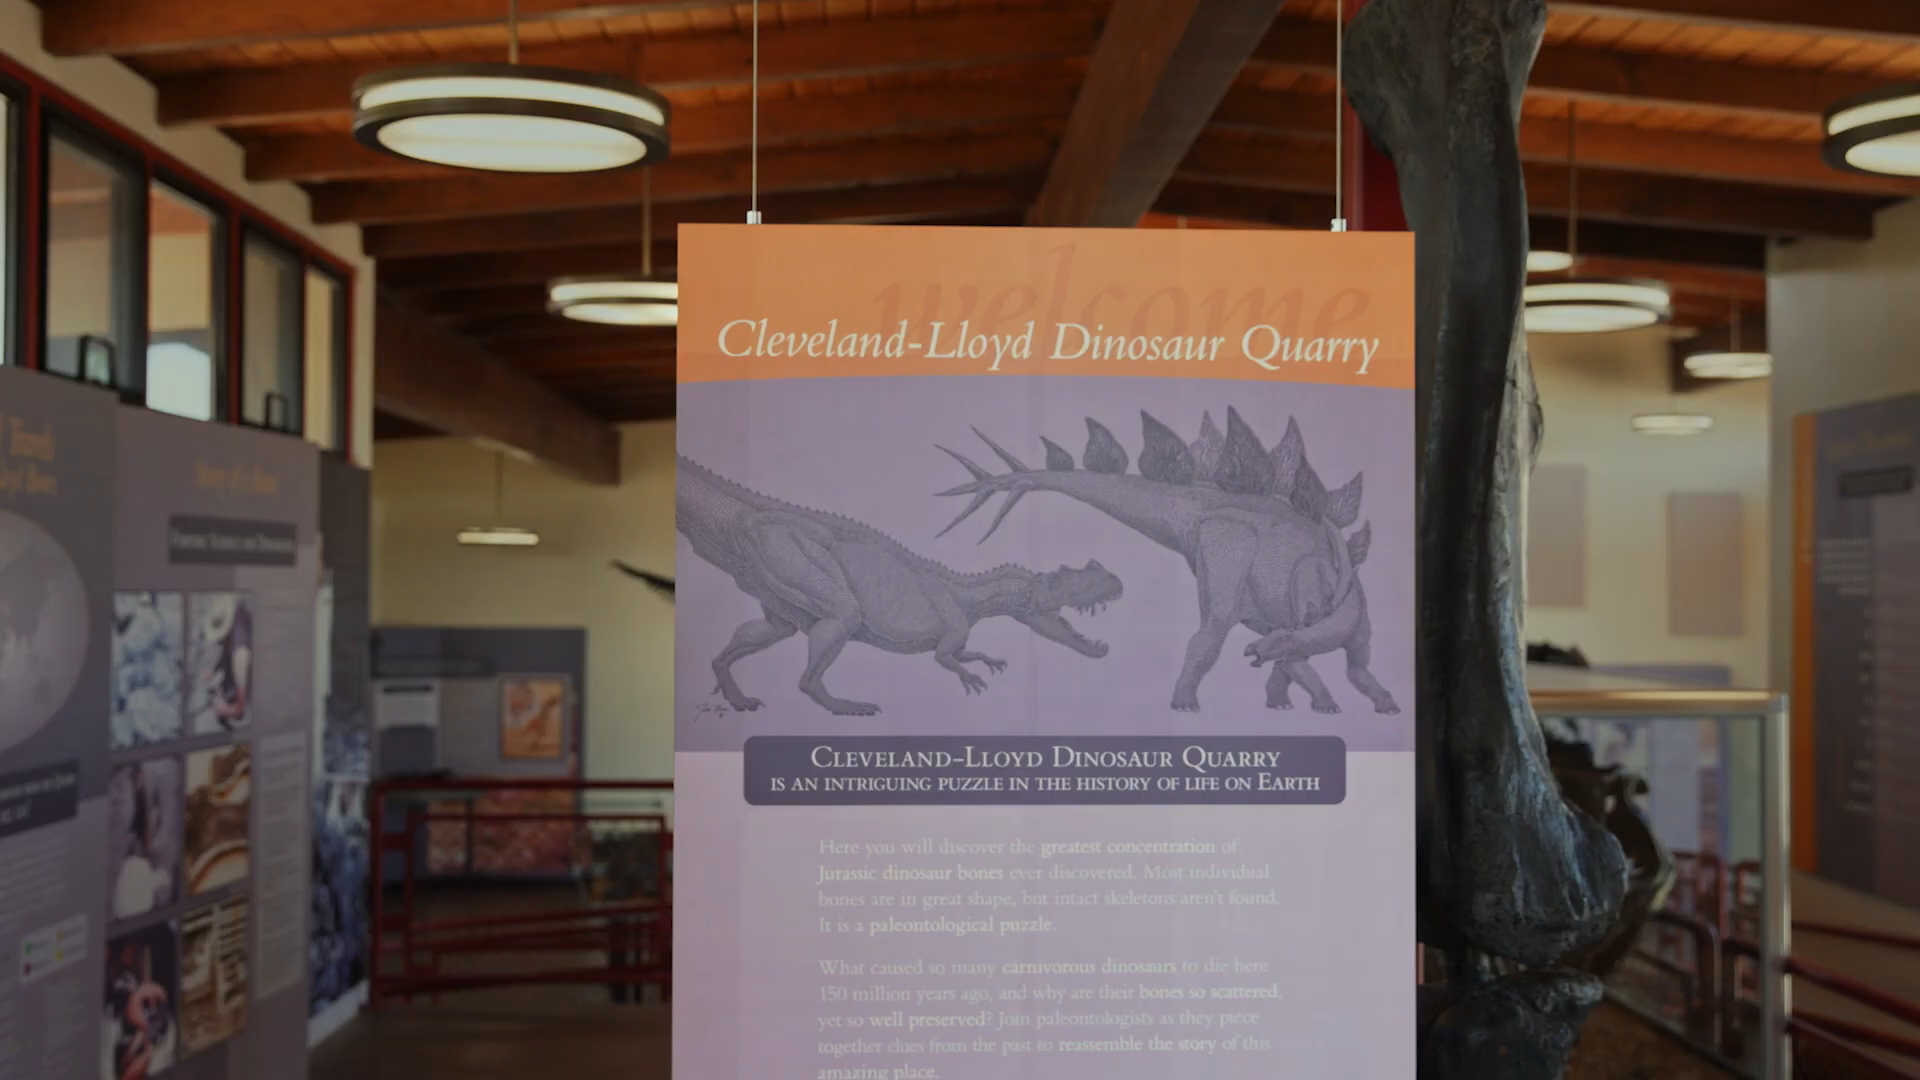 welcome
Cleveland-Lloyd Dinosaur Quarry
Cleveland-Lloyd Dinosaur Quarry
is an intriguing puzzle in the history of life on Earth
Here you will discover the greatest concentration of
Jurassic dinosaur bones ever discovered. Most individual
bones are in great shape, but intact skeletons aren't found.
It is a paleontological puzzle.
What caused so many carnivorous dinosaurs to die here
150 million years ago, and why are their bones so scattered,
yet so well preserved? Join paleontologists as they piece
together clues from the past to reassemble the story of this
amazing place.